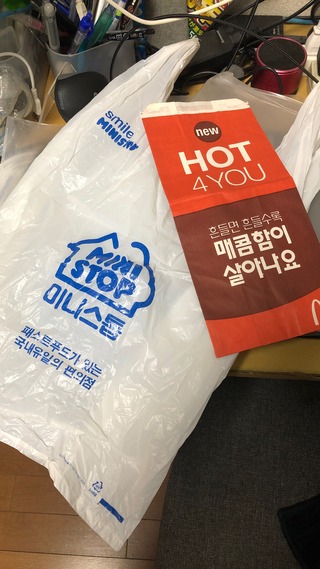 smile
MINISTOP
MINI
STOP
미니스톱
패스트푸드가 있는
국내유일의 편의점
new
HOT
4YOU
흔들면 흔들수록
매콤함이
살아나요